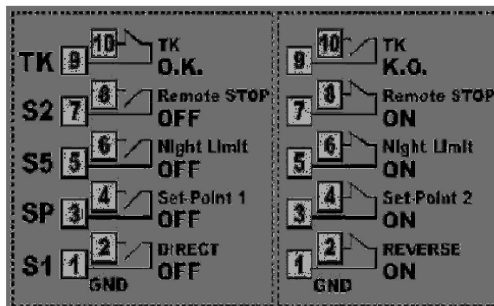 10 TK 10 TK
TK 9 O.K. 9 K.O.
8 Remote STOP 8 Remote STOP
S2 7 OFF 7 ON
6 Night Limit 6 Night Limit
S5 5 OFF 5 ON
4 Set-Point 1 4 Set-Point 2
SP 3 OFF 3 ON
2 DIRECT 2 REVERSE
S1 1 OFF 1 ON
GND GND